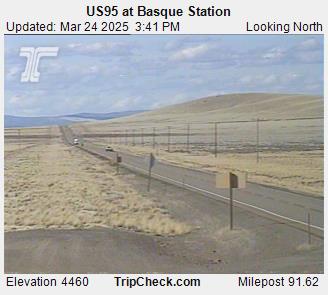 US95 at Basque Station
Updated: Mar 24 2025 3:41 PM Looking North
Elevation 4460 TripCheck.com Milepost 91.62